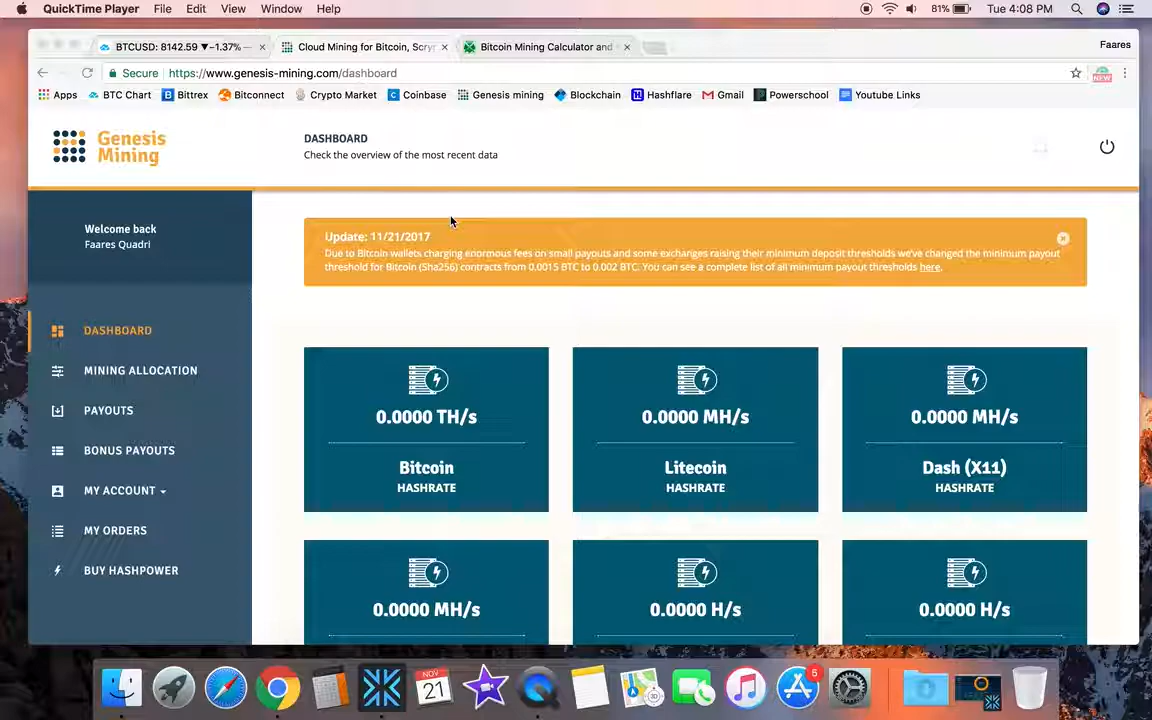 QuickTime Player File Edit View Window Help 81% Tue 4:08 PM
BTCUSD: 8142.59 ▼−1.37% Cloud Mining for Bitcoin, Scry Bitcoin Mining Calculator and Faares
Secure https://www.genesis-mining.com/dashboard NEW
Apps BTC Chart Bittrex Bitconnect Crypto Market Coinbase Genesis mining Blockchain Hashflare Gmail Powerschool Youtube Links
Genesis
Mining
DASHBOARD
Check the overview of the most recent data
Welcome back
Faares Quadri
Update: 11/21/2017
Due to Bitcoin wallets charging enormous fees on small payouts and some exchanges raising their minimum deposit thresholds we've changed the minimum payout
threshold for Bitcoin (Sha256) contracts from 0.0015 BTC to 0.002 BTC. You can see a complete list of all minimum payout thresholds here.
DASHBOARD
MINING ALLOCATION
PAYOUTS
BONUS PAYOUTS
MY ACCOUNT
MY ORDERS
BUY HASHPOWER
0.0000 TH/s
Bitcoin
HASHRATE
0.0000 MH/s
Litecoin
HASHRATE
0.0000 MH/s
Dash (X11)
HASHRATE
0.0000 MH/s
0.0000 H/s
0.0000 H/s
NOV
21
3D
5